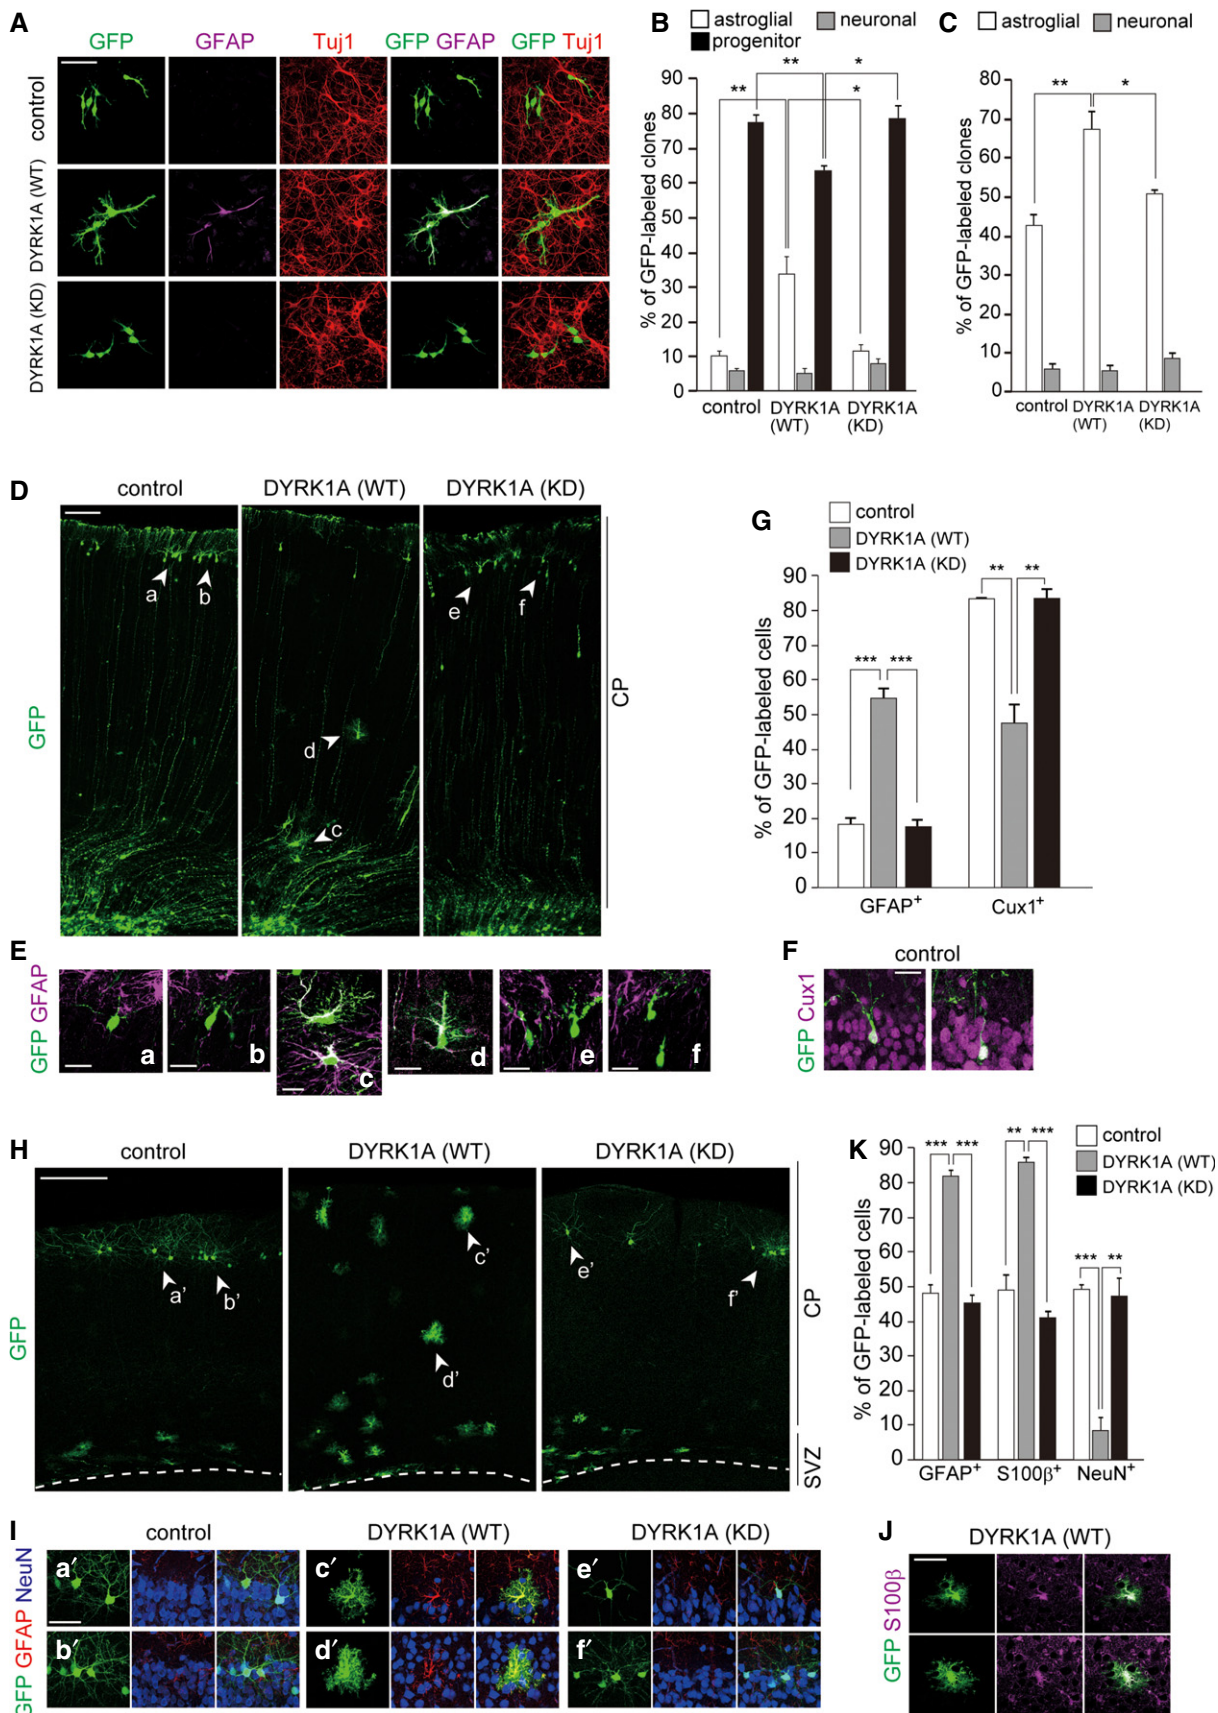 A
GFP GFAP Tuj1 GFP GFAP GFP Tuj1
control
DYRK1A (WT)
DYRK1A (KD)
B
astroglial neuronal
progenitor
** *
** *
% of GFP-labeled clones
90
80
70
60
50
40
30
20
10
0
control DYRK1A (WT) DYRK1A (KD)
C
astroglial neuronal
** *
% of GFP-labeled clones
80
70
60
50
40
30
20
10
0
control DYRK1A (WT) DYRK1A (KD)
D
control DYRK1A (WT) DYRK1A (KD)
GFP
a b c d e f
CP
G
control
DYRK1A (WT)
DYRK1A (KD)
*** *** ** **
% of GFP-labeled cells
90
80
70
60
50
40
30
20
10
0
GFAP+ Cux1+
E
GFP GFAP
a b c d e f
F
control
GFP Cux1
H
control DYRK1A (WT) DYRK1A (KD)
GFP
a' b' c' d' e' f'
CP
SVZ
K
control
DYRK1A (WT)
DYRK1A (KD)
*** *** ** *** *** **
% of GFP-labeled cells
90
80
70
60
50
40
30
20
10
0
GFAP+ S100β+ NeuN+
I
control DYRK1A (WT) DYRK1A (KD)
GFP GFAP NeuN
a′ c′ e′
b′ d′ f′
J
DYRK1A (WT)
GFP S100β